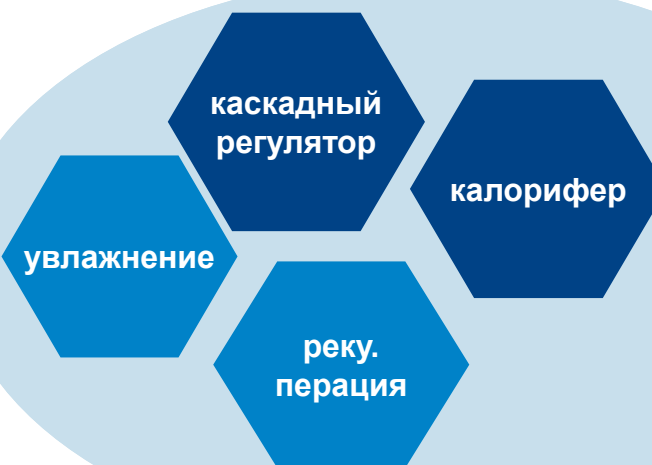 каскадный
регулятор
калорифер
увлажнение
реку.
перация